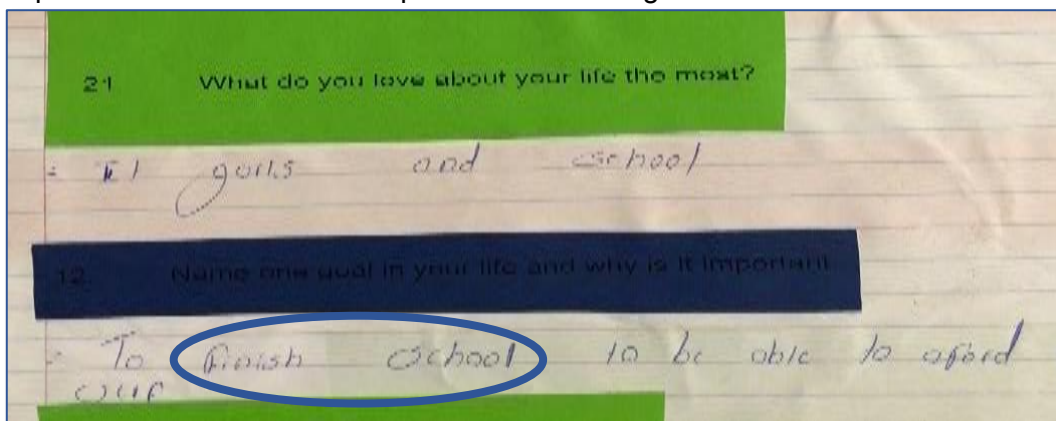 21 What do you love about your life the most?
= and school
12. Name one goal in your life and why is it important
- To finish school to be able to aford
our